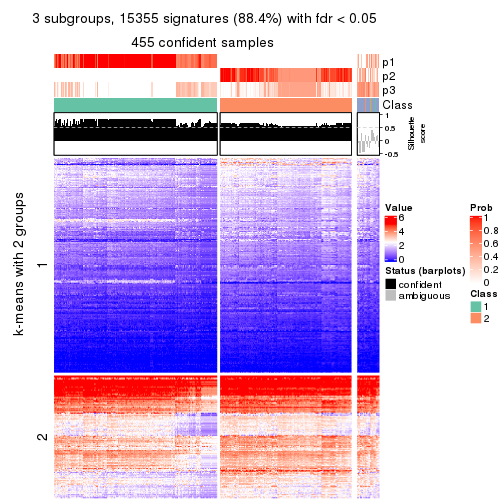 3 subgroups, 15355 signatures (88.4%) with fdr < 0.05
455 confident samples
p1
p2
p3
Class
1
0.5
0
-0.5
Silhouette
score
k-means with 2 groups
1
2
Value
6
4
2
0
Status (barplots)
confident
ambiguous
Prob
1
0.8
0.6
0.4
0.2
0
Class
1
2